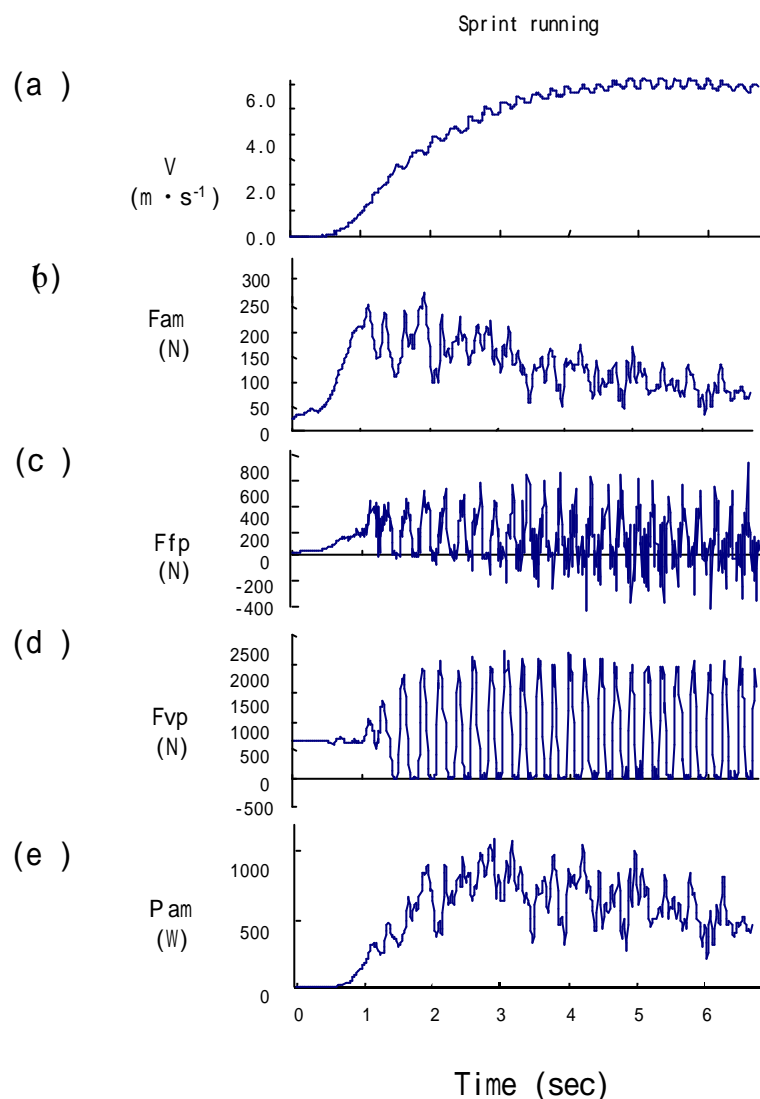 Sprint running
(a )
6.0
4.0
V
(m・s-1)
2.0
0.0
(b)
300
Fam
(N)
250
200
150
100
50
0
(c )
800
600
400
Ffp
(N)
200
0
-200
-400
(d )
2500
2000
1500
Fvp
(N)
1000
500
0
-500
(e )
1000
Pam
(W)
500
0
0 1 2 3 4 5 6
Time (sec)